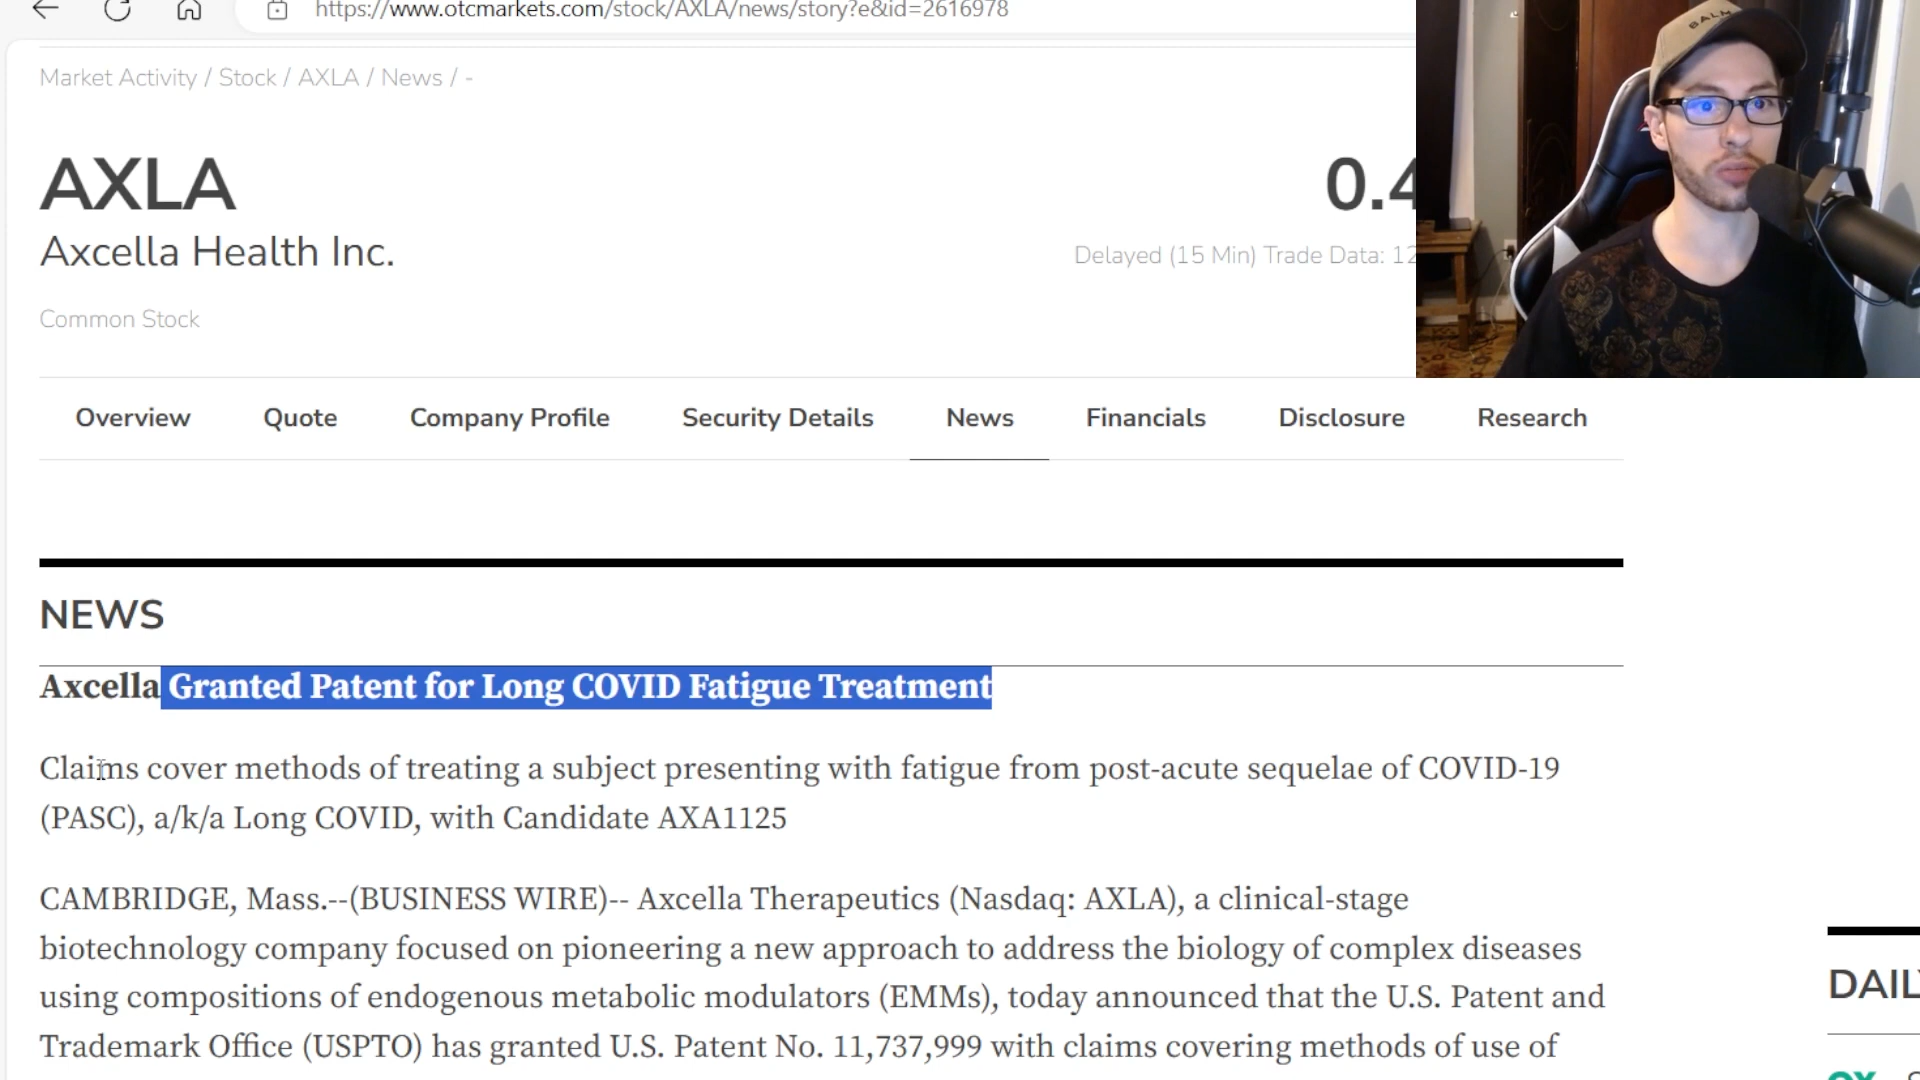 https://www.otcmarkets.com/stock/AXLA/news/story?e&id=2616978
Market Activity / Stock / AXLA / News / -
AXLA
0.4
Axcella Health Inc.
Delayed (15 Min) Trade Data: 12
Common Stock
Overview Quote Company Profile Security Details News Financials Disclosure Research
NEWS
Axcella Granted Patent for Long COVID Fatigue Treatment
Claims cover methods of treating a subject presenting with fatigue from post-acute sequelae of COVID-19
(PASC), a/k/a Long COVID, with Candidate AXA1125
CAMBRIDGE, Mass.--(BUSINESS WIRE)-- Axcella Therapeutics (Nasdaq: AXLA), a clinical-stage
biotechnology company focused on pioneering a new approach to address the biology of complex diseases
using compositions of endogenous metabolic modulators (EMMs), today announced that the U.S. Patent and
Trademark Office (USPTO) has granted U.S. Patent No. 11,737,999 with claims covering methods of use of
DAIL